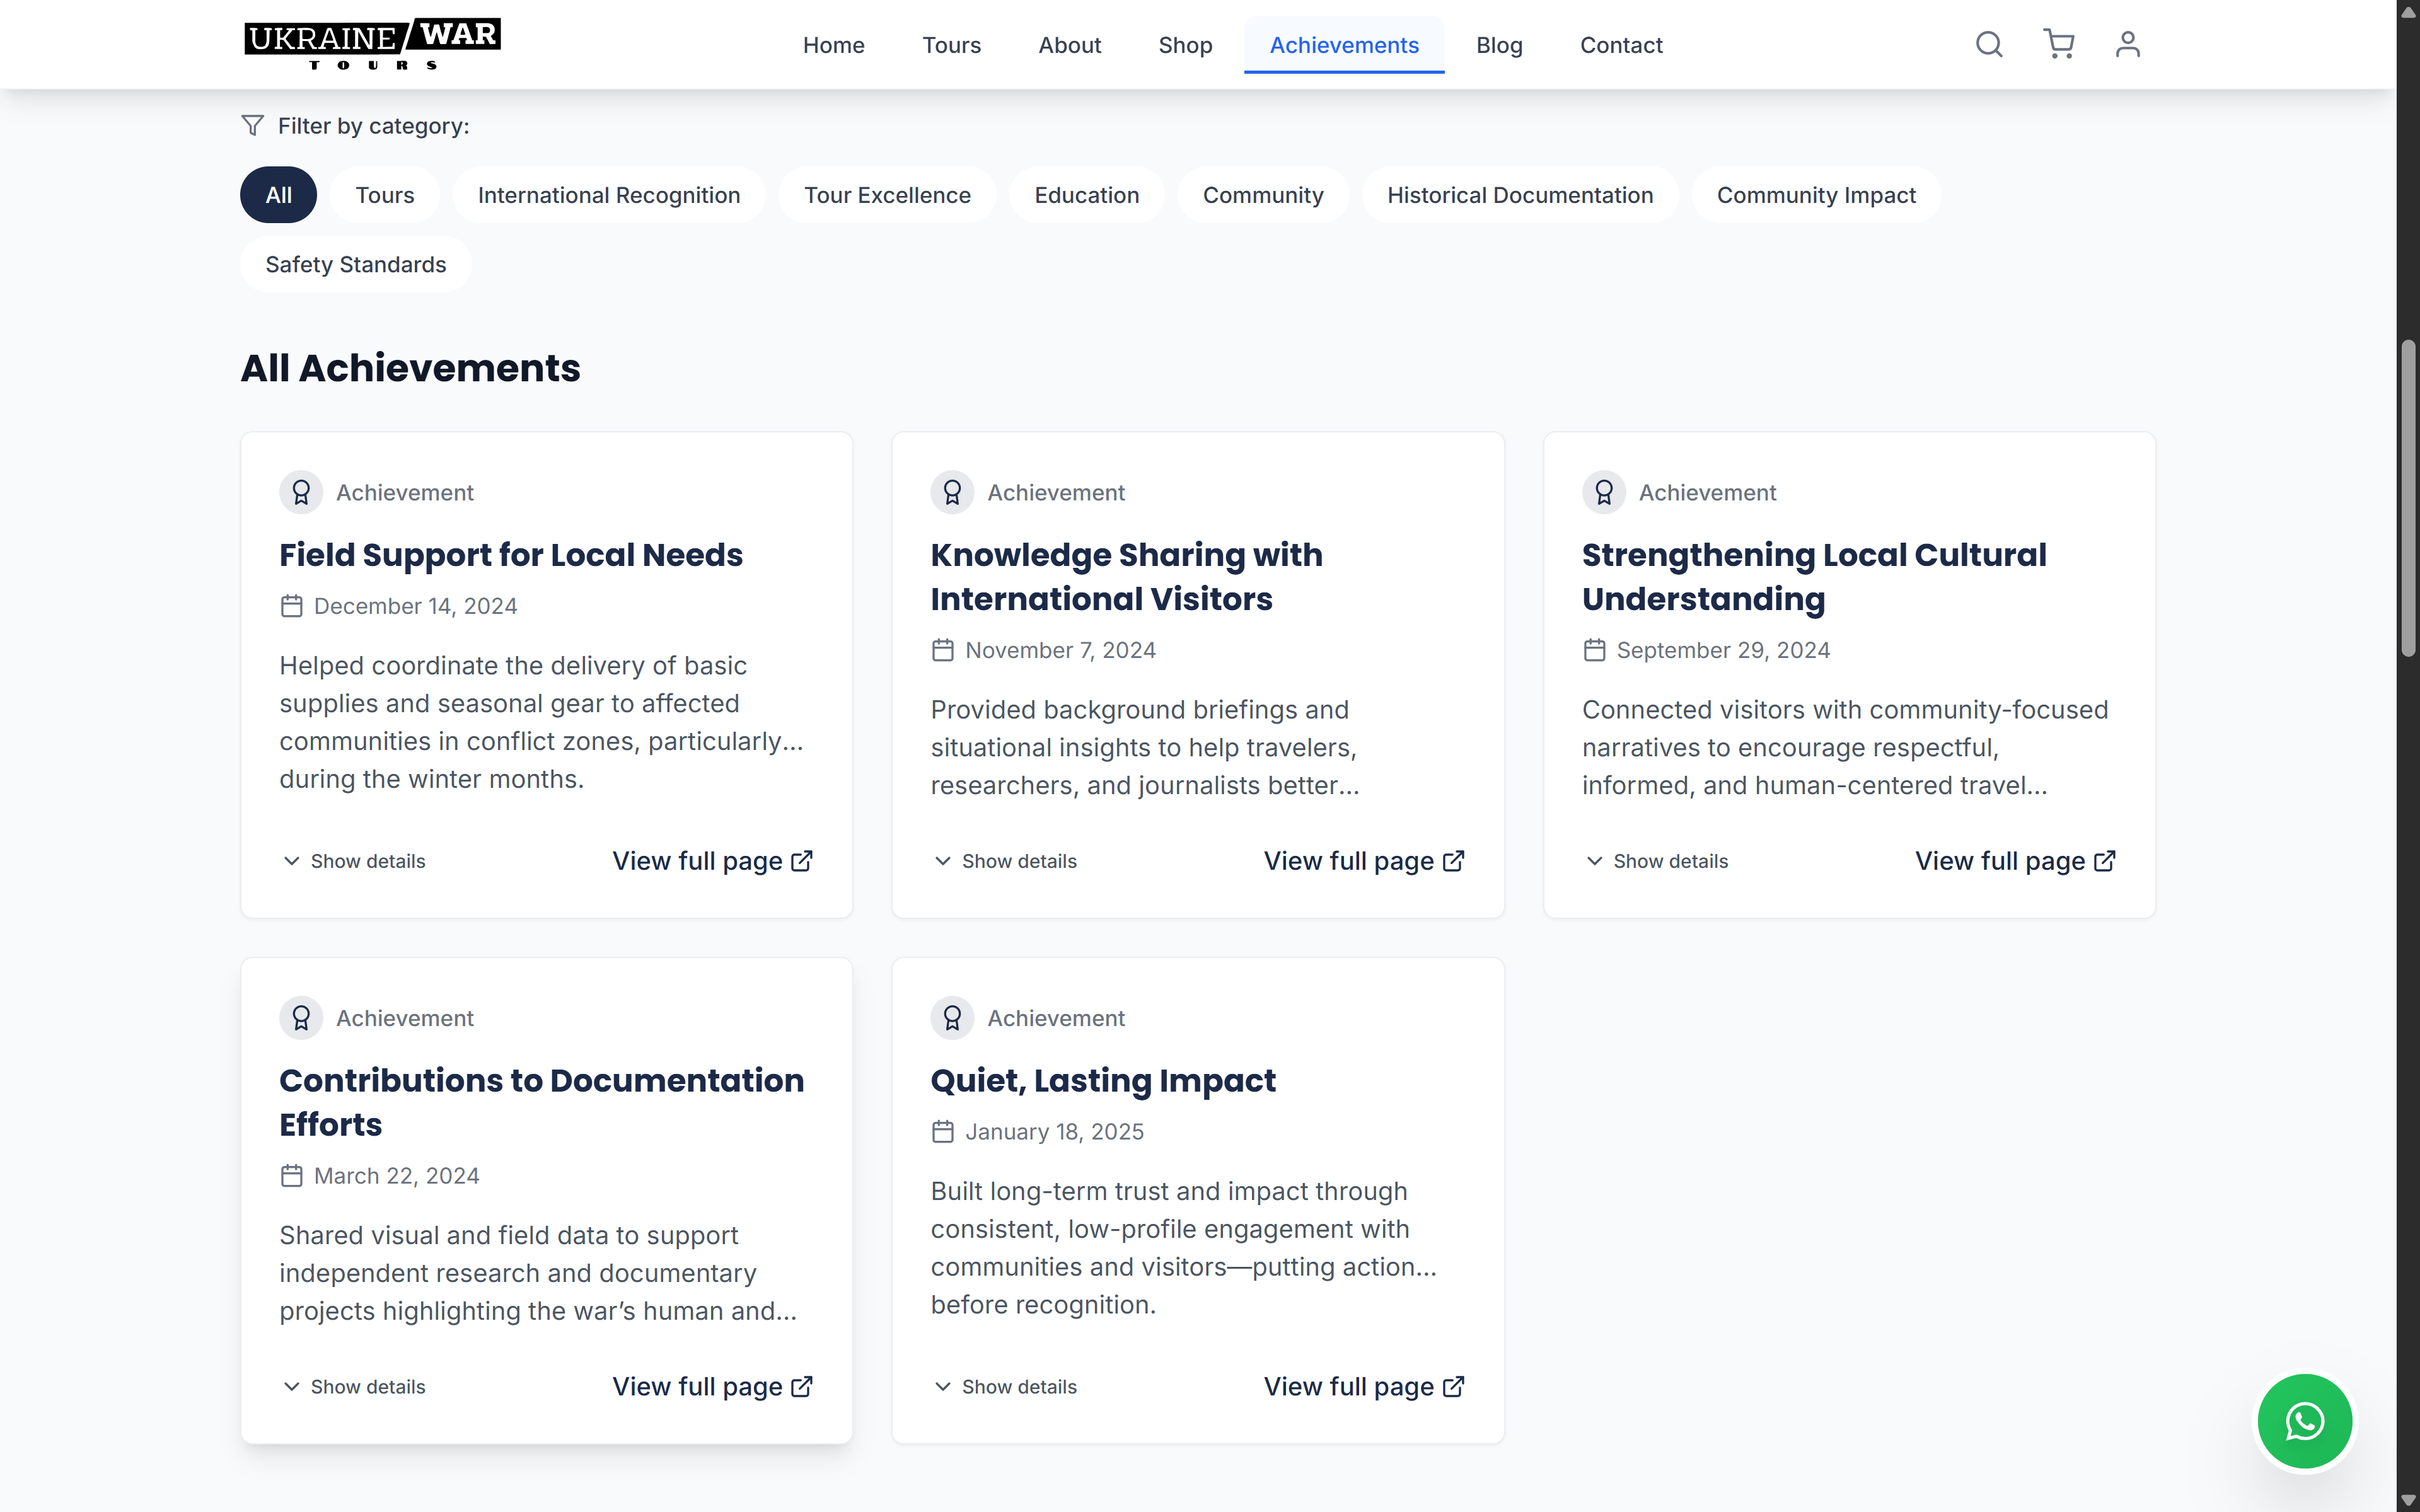 UKRAINE/WAR
TOURS
Home
Tours
About
Shop
Achievements
Blog
Contact
Filter by category:
All
Tours
International Recognition
Tour Excellence
Education
Community
Historical Documentation
Community Impact
Safety Standards
All Achievements
Achievement
Field Support for Local Needs
December 14, 2024
Helped coordinate the delivery of basic
supplies and seasonal gear to affected
communities in conflict zones, particularly...
during the winter months.
Show details
View full page
Achievement
Knowledge Sharing with
International Visitors
November 7, 2024
Provided background briefings and
situational insights to help travelers,
researchers, and journalists better...
Show details
View full page
Achievement
Strengthening Local Cultural
Understanding
September 29, 2024
Connected visitors with community-focused
narratives to encourage respectful,
informed, and human-centered travel...
Show details
View full page
Achievement
Contributions to Documentation
Efforts
March 22, 2024
Shared visual and field data to support
independent research and documentary
projects highlighting the war’s human and...
Show details
View full page
Achievement
Quiet, Lasting Impact
January 18, 2025
Built long-term trust and impact through
consistent, low-profile engagement with
communities and visitors—putting action...
before recognition.
Show details
View full page